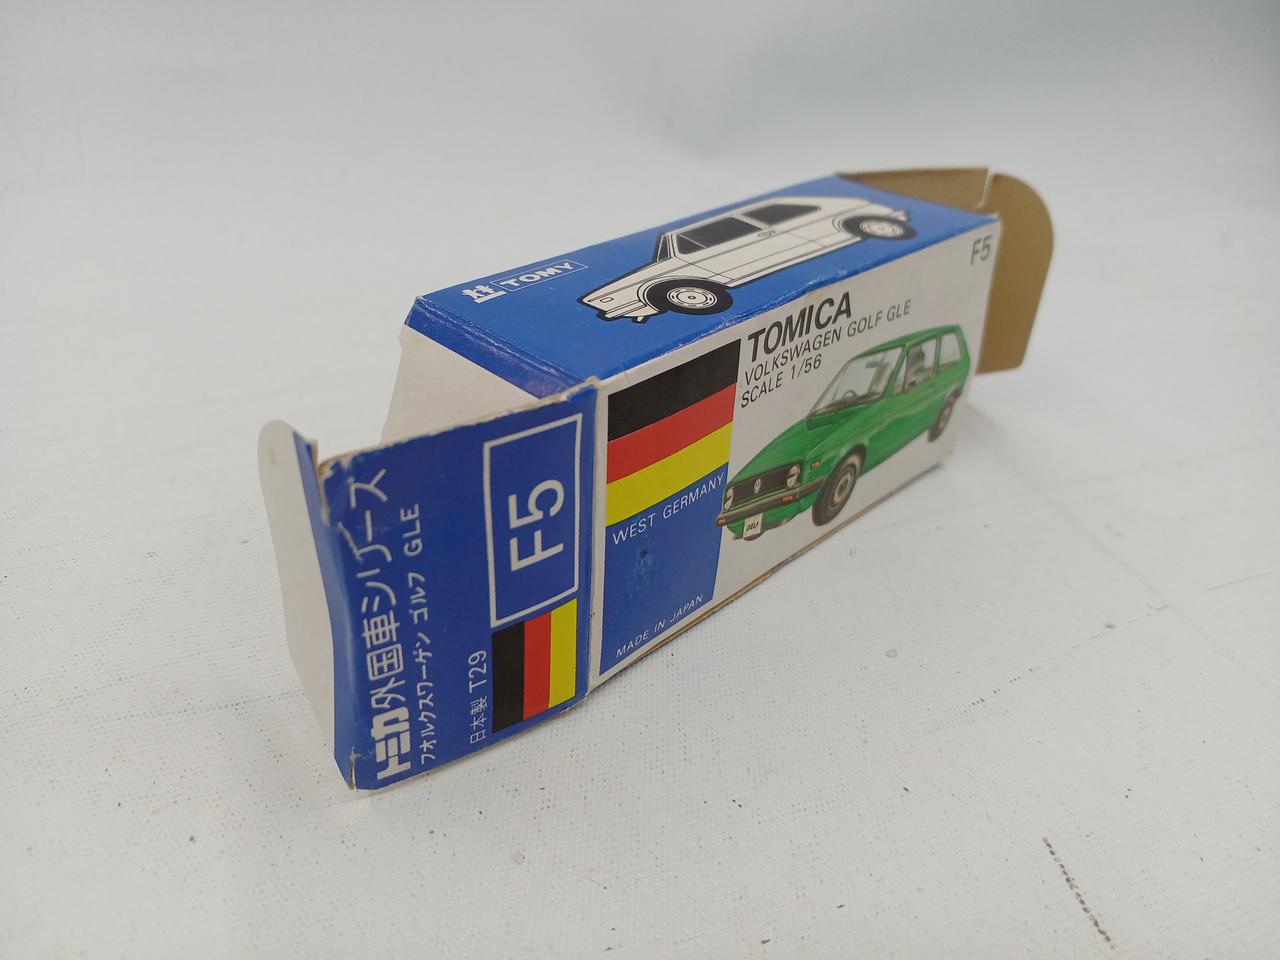 TOMY
TOMICA
VOLKSWAGEN GOLF GLE
SCALE 1/56
F5
WEST GERMANY
MADE IN JAPAN
GOLF
トミカ外国車シリーズ
フオルクスワーゲン ゴルフ GLE
F5
日本製 T29